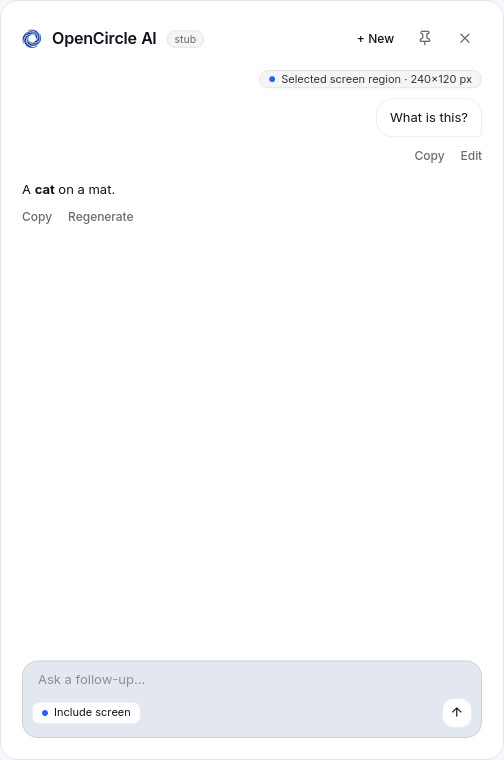 OpenCircle AI stub + New
Selected screen region · 240×120 px
What is this?
Copy Edit
A cat on a mat.
Copy Regenerate
Ask a follow-up...
Include screen